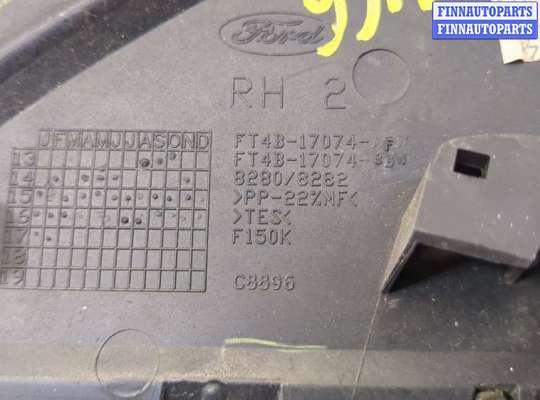 FINNAUTOPARTS
FINNAUTOPARTS
Ford
RH 2
JFMAMJJASOND
13
14
15
16
17
18
19
FT4B-17074-
FT4B-17074-
8280/8282
>PP-22%MF<
>TES<
F150K
C8896